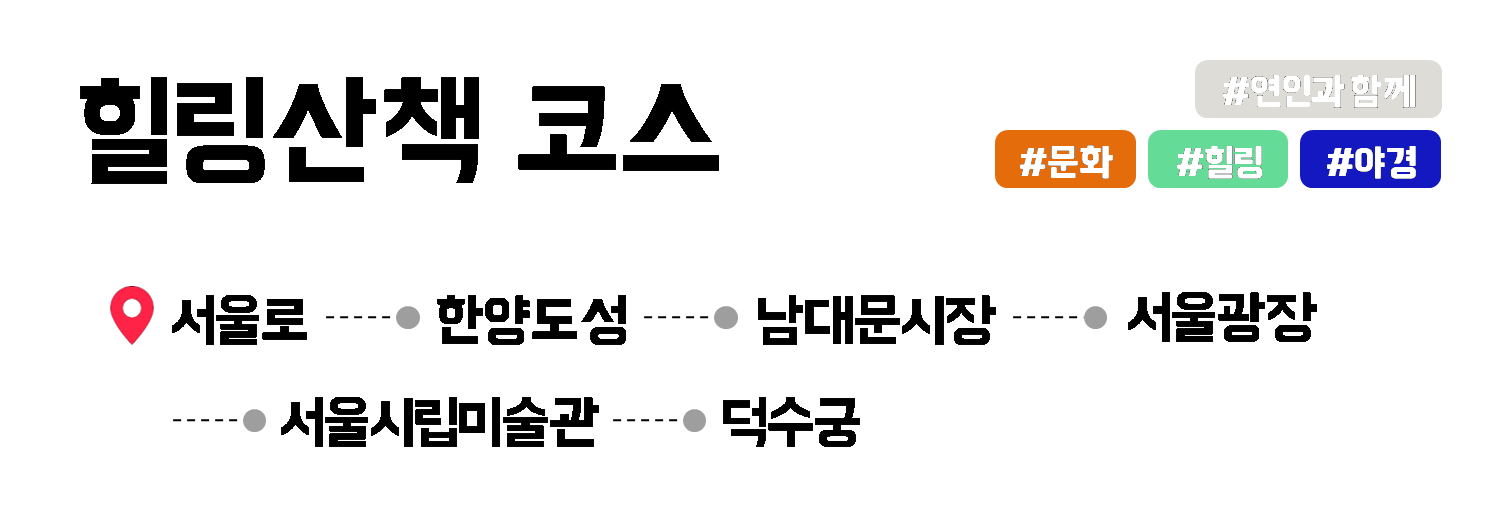 힐링산책 코스
#연인과 함께
#문화 #힐링 #야경
서울로 한양도성 남대문시장 서울광장
서울시립미술관 덕수궁